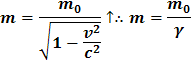 m = m₀ / √(1 − v²/c²) ↑∴ m = m₀/γ